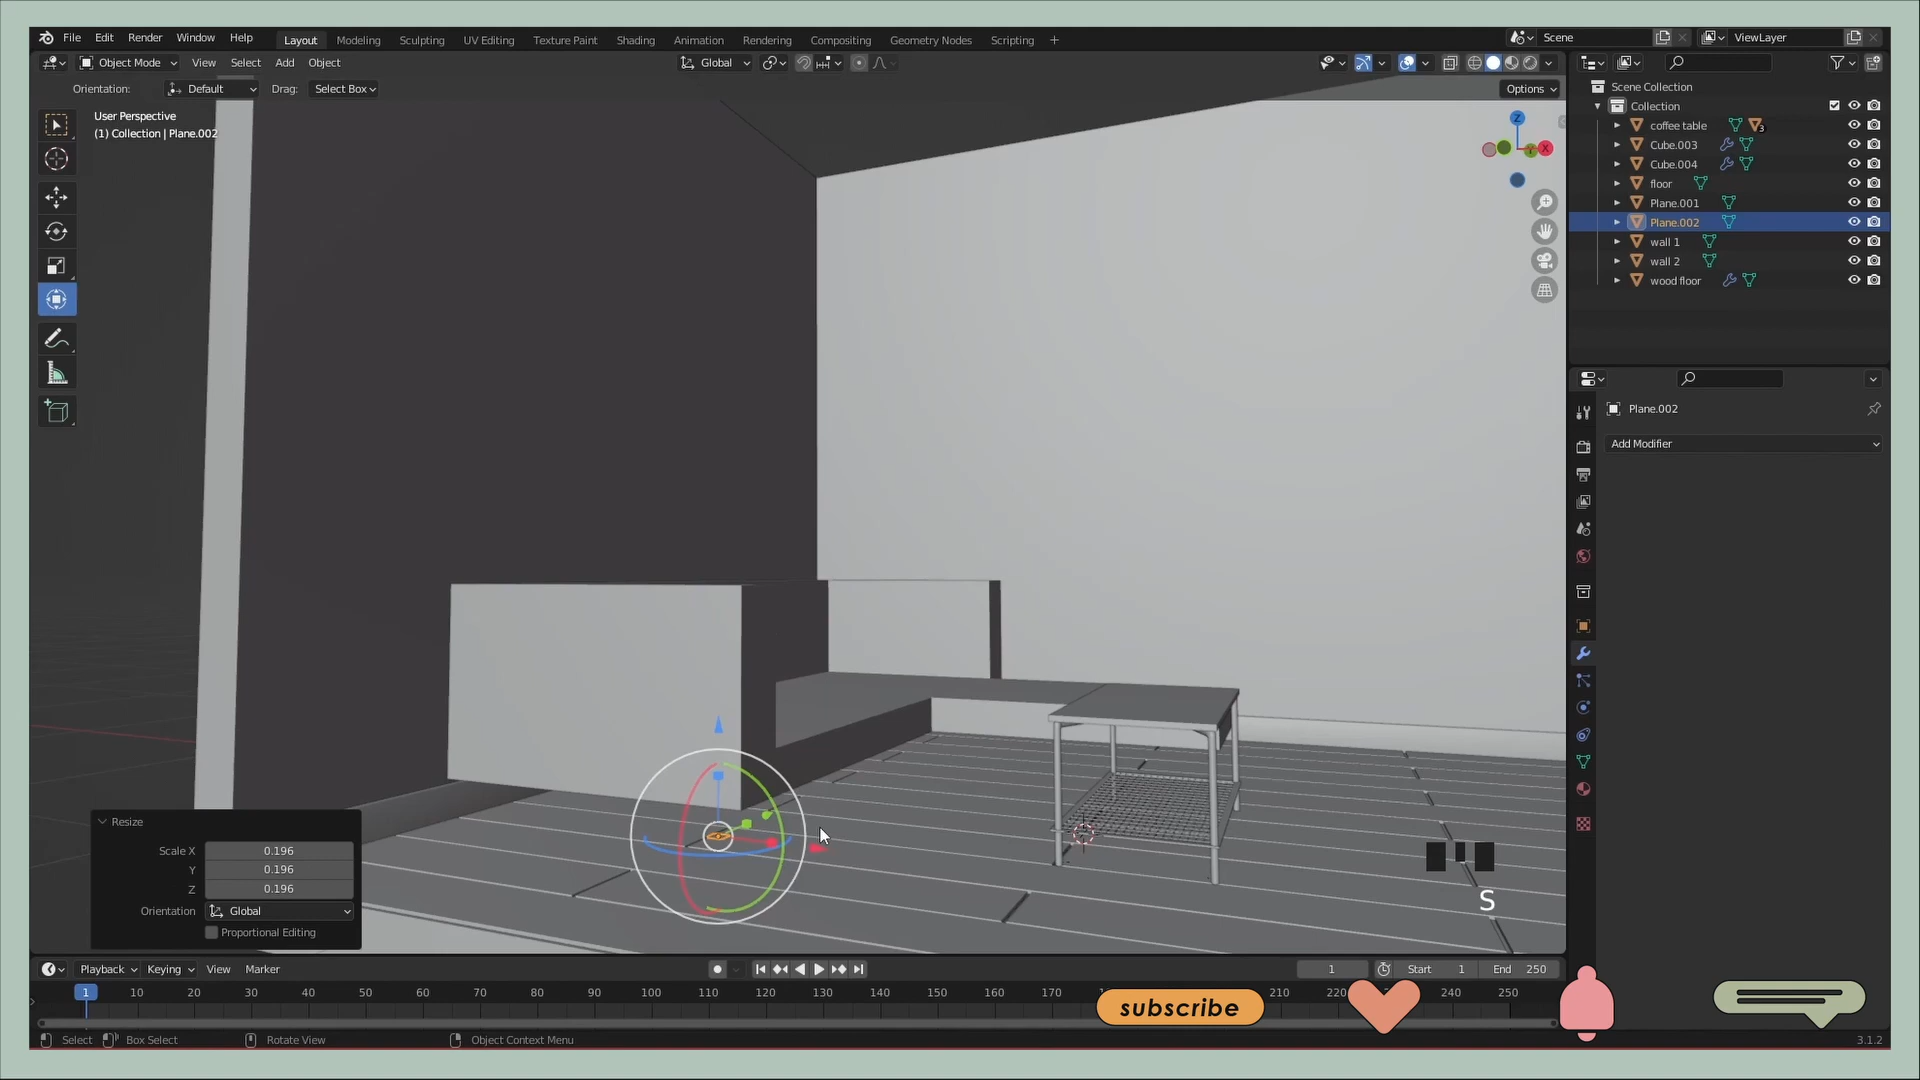 File Edit Render Window Help Layout Modeling Sculpting UV Editing Texture Paint Shading Animation Rendering Compositing Geometry Nodes Scripting + Scene ViewLayer
Object Mode View Select Add Object Global
Orientation: Default Drag: Select Box Options
User Perspective
(1) Collection | Plane.002
Z
X
Scene Collection
Collection
coffee table 3
Cube.003
Cube.004
floor
Plane.001
Plane.002
wall 1
wall 2
wood floor
Plane.002
Add Modifier
Resize
Scale X 0.196
Y 0.196
Z 0.196
Orientation Global
Proportional Editing
S
Playback Keying View Marker 1 Start 1 End 250
1 10 20 30 40 50 60 70 80 90 100 110 120 130 140 150 160 170 210 220 240 250
subscribe
Select Box Select Rotate View Object Context Menu 3.1.2